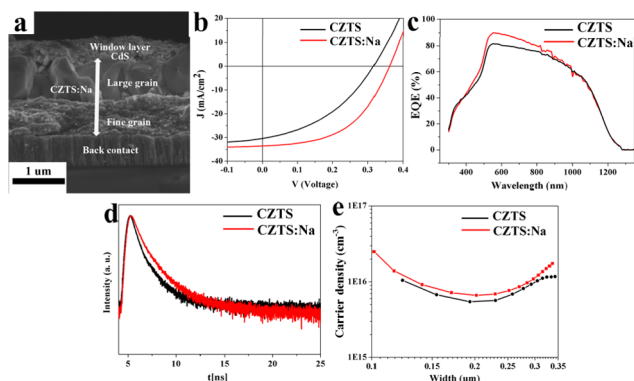 a
Window layer
CdS
CZTS:Na
Large grain
Fine grain
Back contact
1 um
b
CZTS
CZTS:Na
J (mA/cm²)
20
10
0
-10
-20
-30
-40
-0.1 0.0 0.1 0.2 0.3 0.4
V (Voltage)
c
CZTS
CZTS:Na
EQE (%)
100
80
60
40
20
0
400 600 800 1000 1200
Wavelength (nm)
d
CZTS
CZTS:Na
Intensity (a. u.)
5 10 15 20 25
t[ns]
e
CZTS
CZTS:Na
Carrier density (cm⁻³)
1E17
1E16
1E15
0.1 0.15 0.2 0.25 0.3 0.35
Width (um)